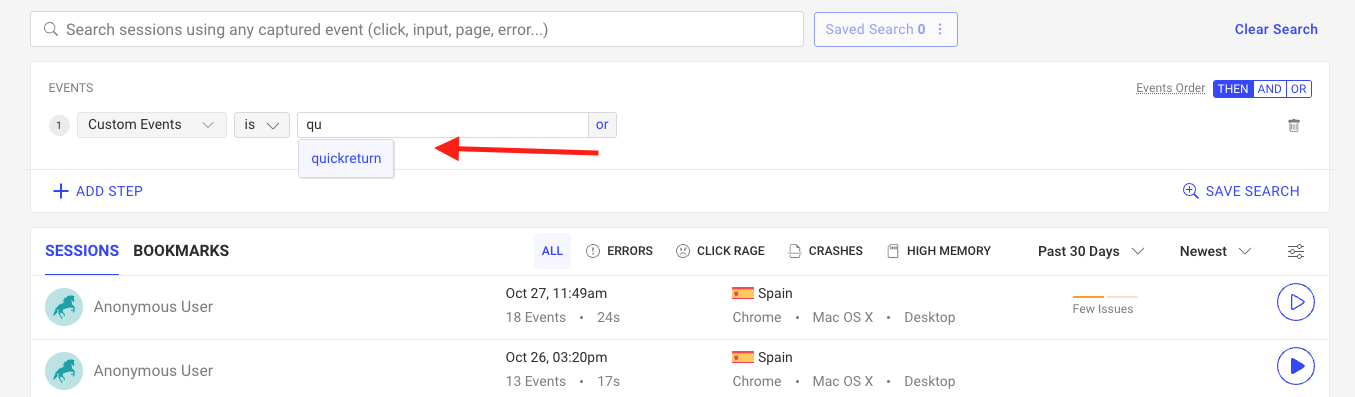 Search sessions using any captured event (click, input, page, error...)
Saved Search 0
Clear Search
EVENTS
Events Order THEN AND OR
1 Custom Events is qu or
quickreturn
ADD STEP
SAVE SEARCH
SESSIONS BOOKMARKS ALL ERRORS CLICK RAGE CRASHES HIGH MEMORY Past 30 Days Newest
Anonymous User
Oct 27, 11:49am
18 Events • 24s
Spain
Chrome • Mac OS X • Desktop
Few Issues
Anonymous User
Oct 26, 03:20pm
13 Events • 17s
Spain
Chrome • Mac OS X • Desktop